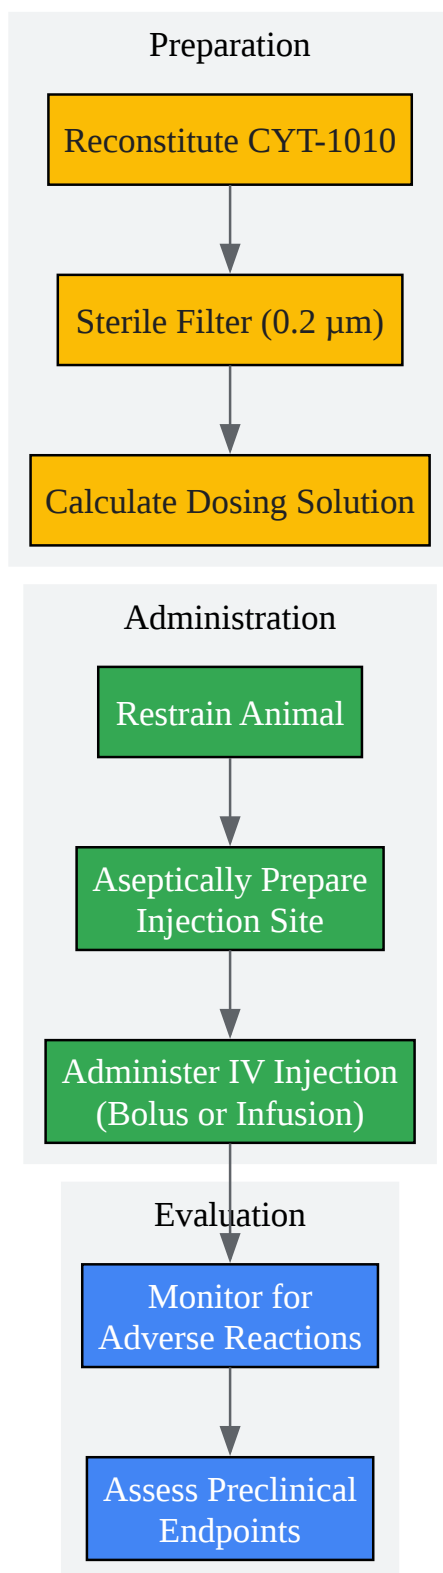 Preparation
Reconstitute CYT-1010
Sterile Filter (0.2 µm)
Calculate Dosing Solution
Administration
Restrain Animal
Aseptically Prepare
Injection Site
Administer IV Injection
(Bolus or Infusion)
Evaluation
Monitor for
Adverse Reactions
Assess Preclinical
Endpoints